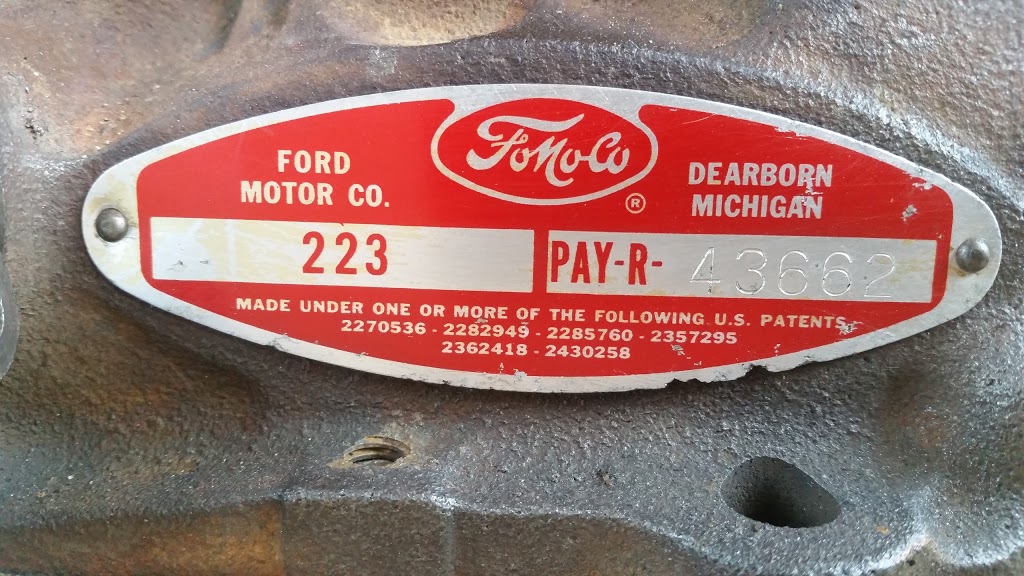 FoMoCo
®
FORD
MOTOR CO.
DEARBORN
MICHIGAN
223
PAY-R- 43662
MADE UNDER ONE OR MORE OF THE FOLLOWING U.S. PATENTS
2270536 - 2282949 - 2285760 - 2357295
2362418 - 2430258